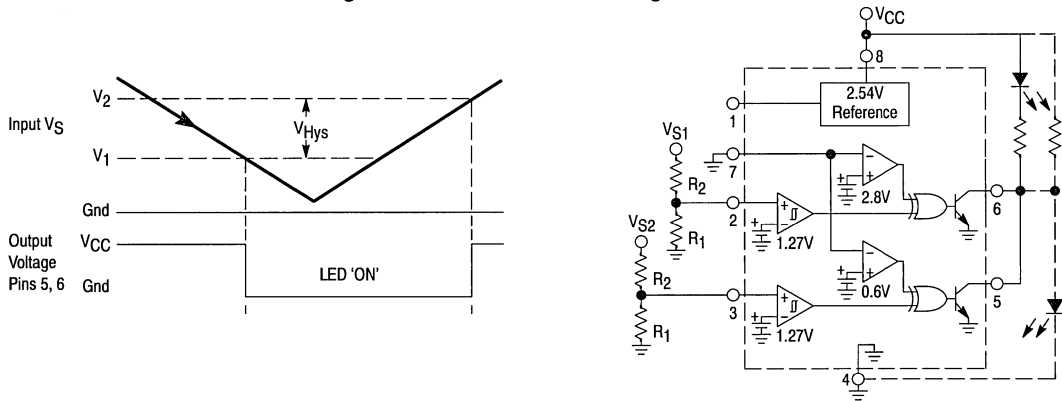 V2
Input VS
VHys
V1
Gnd
Output
Voltage
Pins 5, 6
VCC
Gnd
LED 'ON'
VCC
8
2.54V
Reference
1
VS1
7
R2
2.8V
6
2
R1
1.27V
VS2
R2
0.6V
5
3
R1
1.27V
4